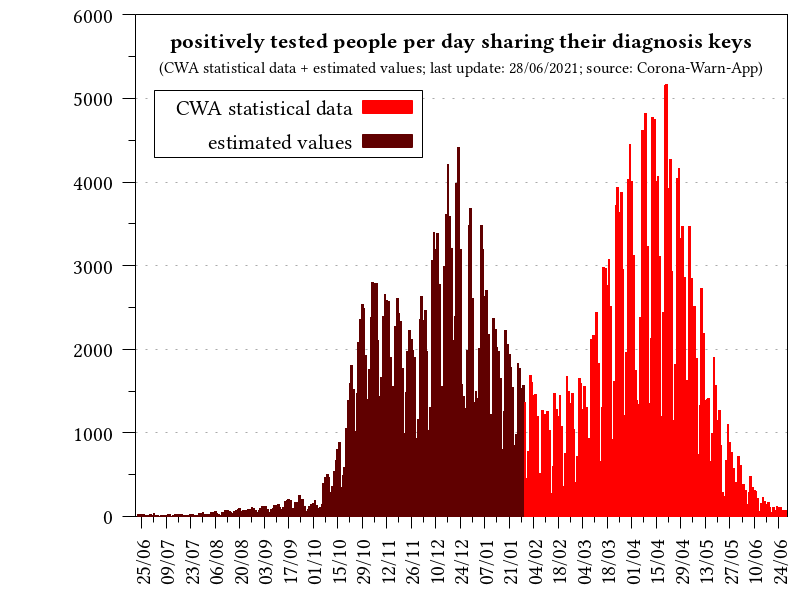 positively tested people per day sharing their diagnosis keys
(CWA statistical data + estimated values; last update: 28/06/2021; source: Corona-Warn-App)
CWA statistical data
estimated values
6000
5000
4000
3000
2000
1000
0
25/06 09/07 23/07 06/08 20/08 03/09 17/09 01/10 15/10 29/10 12/11 26/11 10/12 24/12 07/01 21/01 04/02 18/02 04/03 18/03 01/04 15/04 29/04 13/05 27/05 10/06 24/06